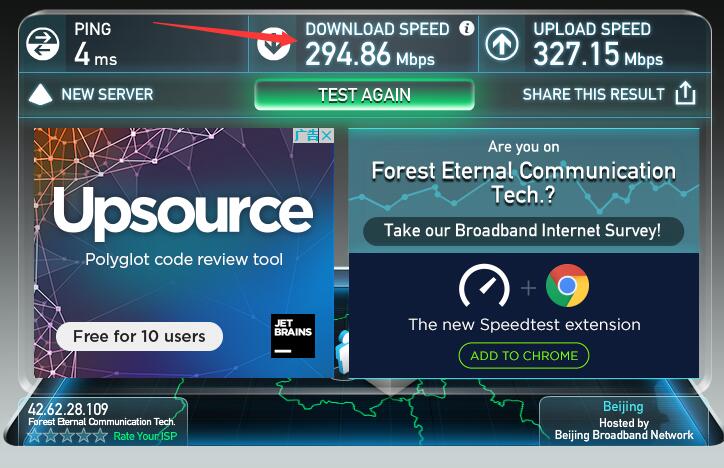 PING
4 ms
DOWNLOAD SPEED
294.86 Mbps
UPLOAD SPEED
327.15 Mbps
NEW SERVER
TEST AGAIN
SHARE THIS RESULT
广告
Upsource
Polyglot code review tool
Free for 10 users
JET
BRAINS
Are you on
Forest Eternal Communication
Tech.?
Take our Broadband Internet Survey!
The new Speedtest extension
ADD TO CHROME
42.62.28.109
Forest Eternal Communication Tech.
Rate Your ISP
Beijing
Hosted by
Beijing Broadband Network